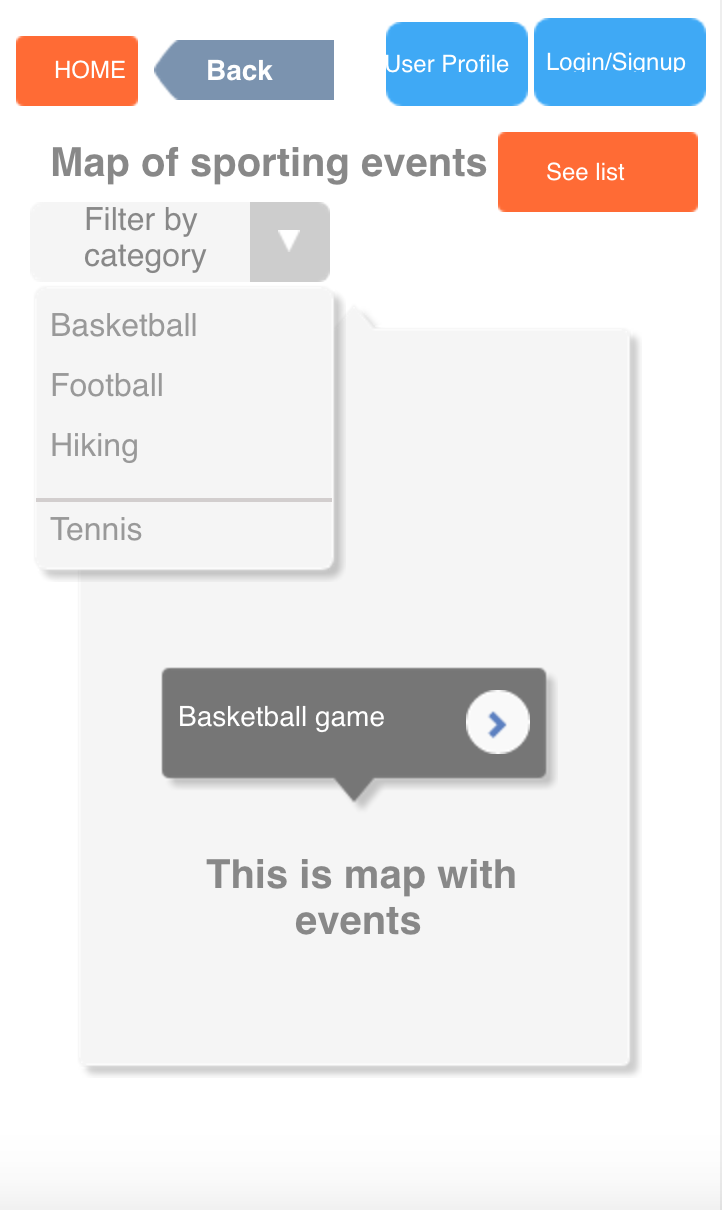 HOME
Back
User Profile
Login/Signup
Map of sporting events
See list
Filter by
category
Basketball
Football
Hiking
Tennis
Basketball game
This is map with
events